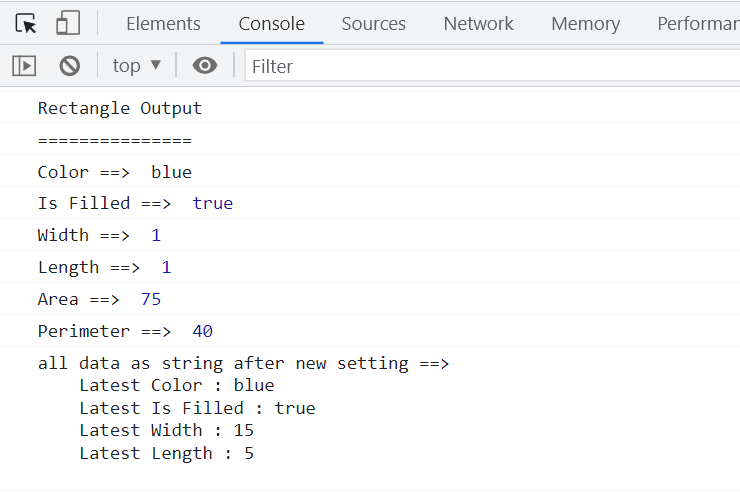 Elements Console Sources Network Memory Performan
top ▼ Filter
Rectangle Output
===============
Color ==>  blue
Is Filled ==>  true
Width ==>  1
Length ==>  1
Area ==>  75
Perimeter ==>  40
all data as string after new setting ==>
    Latest Color : blue
    Latest Is Filled : true
    Latest Width : 15
    Latest Length : 5